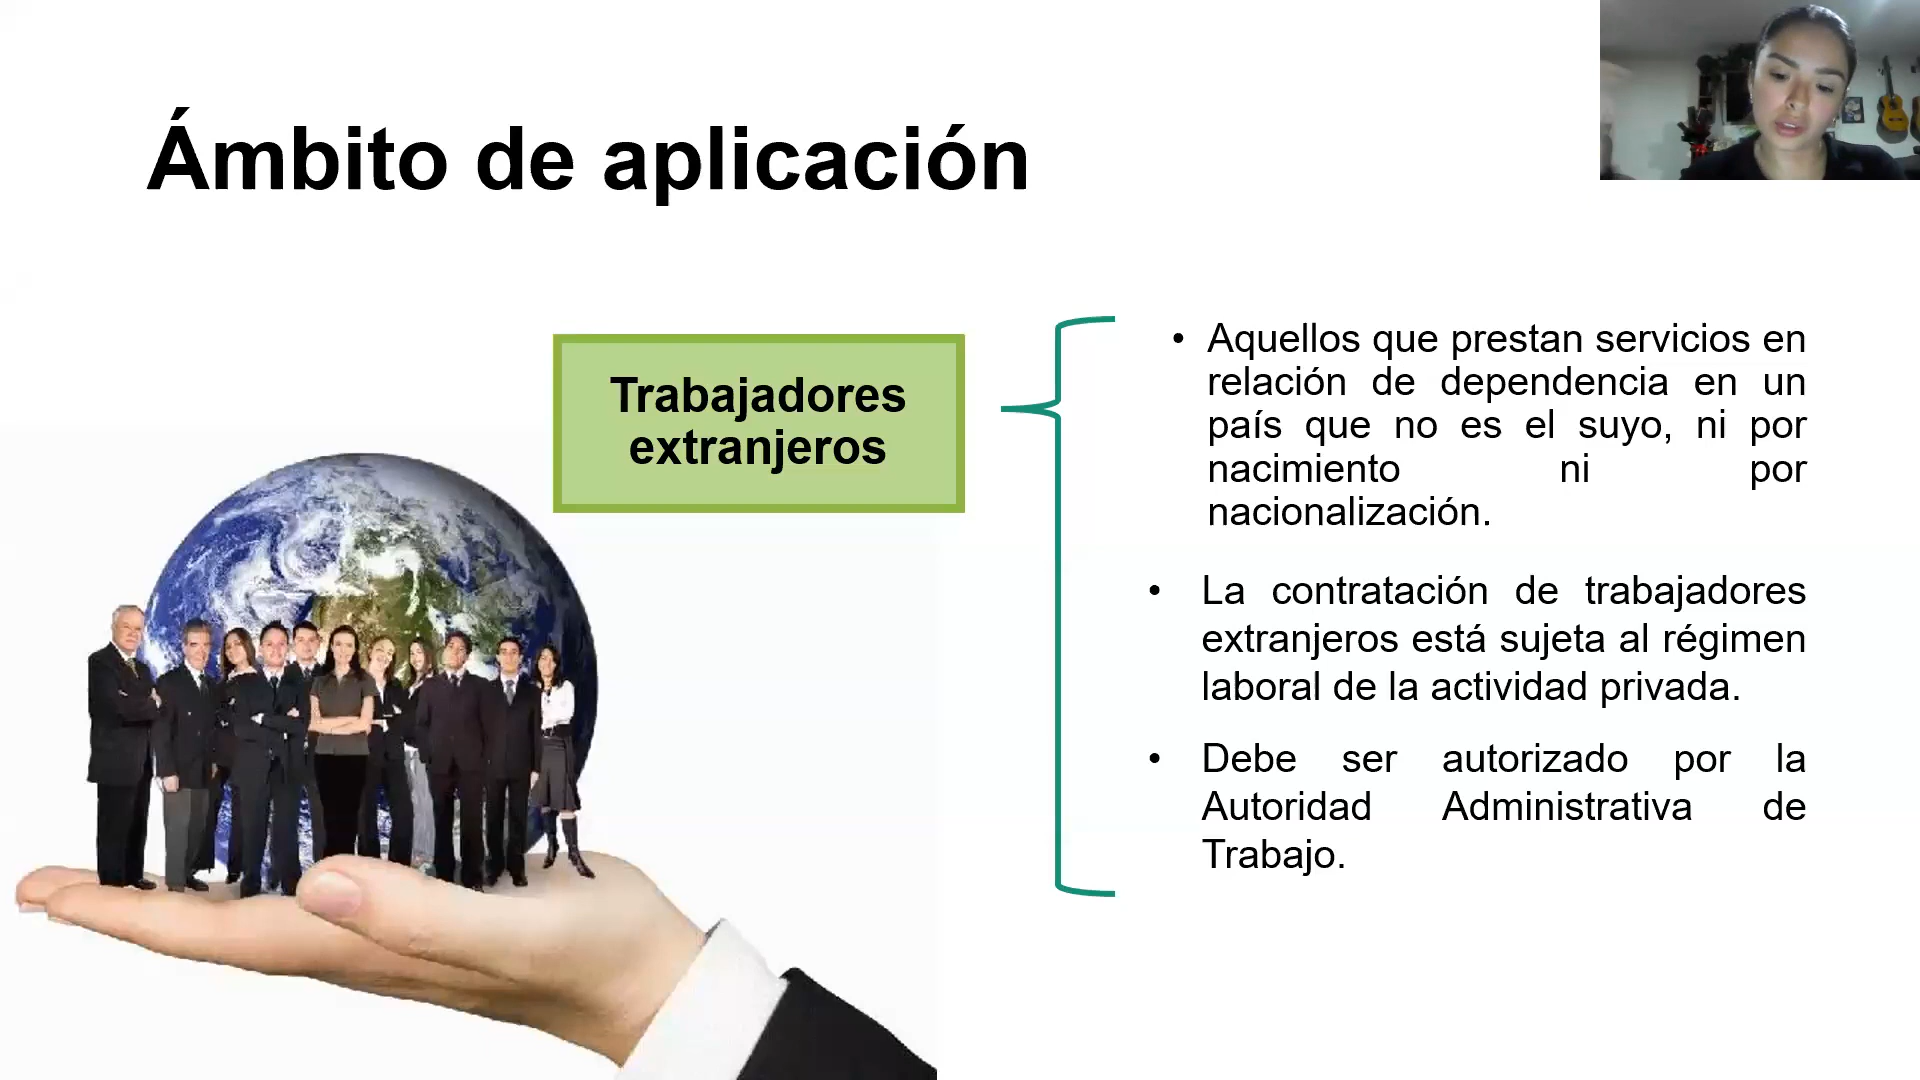 Ámbito de aplicación
Trabajadores
extranjeros
• Aquellos que prestan servicios en
relación de dependencia en un
país que no es el suyo, ni por
nacimiento ni por
nacionalización.
• La contratación de trabajadores
extranjeros está sujeta al régimen
laboral de la actividad privada.
• Debe ser autorizado por la
Autoridad Administrativa de
Trabajo.